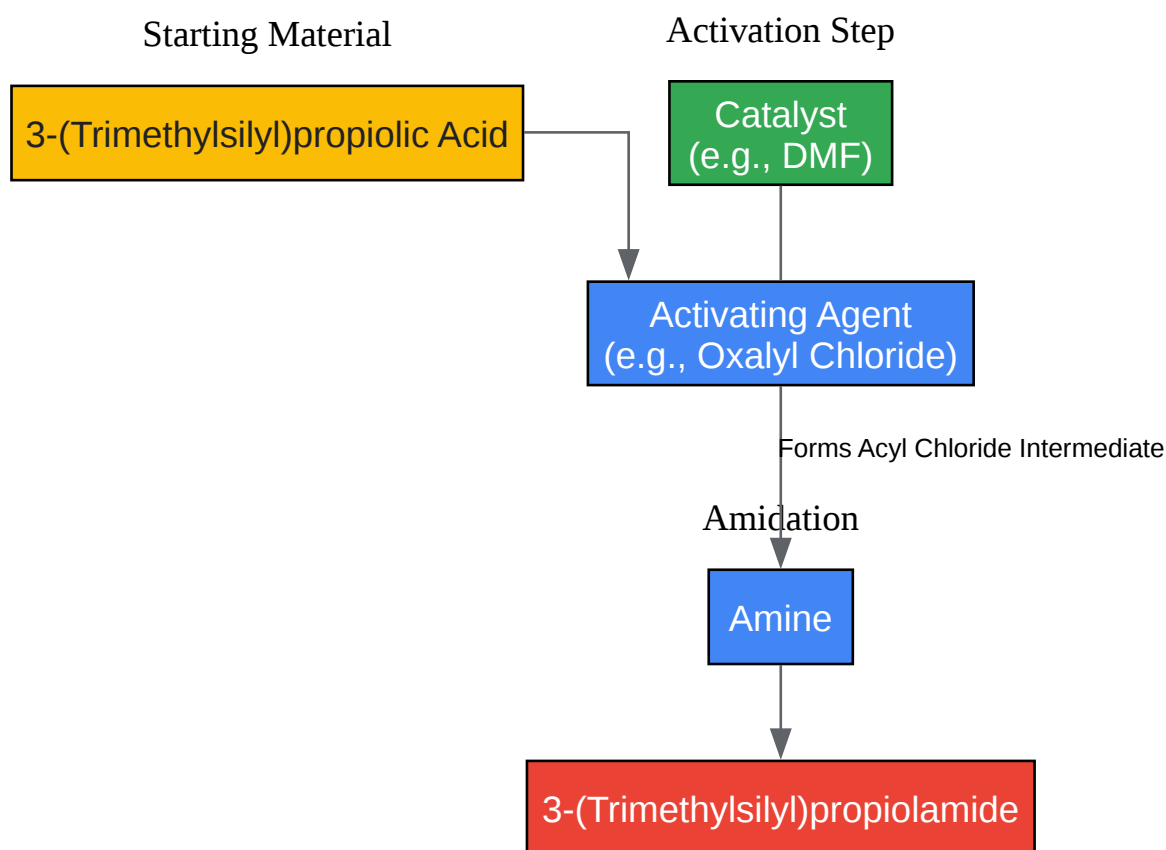 Starting Material
Activation Step
3-(Trimethylsilyl)propiolic Acid
Catalyst
(e.g., DMF)
Activating Agent
(e.g., Oxalyl Chloride)
Forms Acyl Chloride Intermediate
Amidation
Amine
3-(Trimethylsilyl)propiolamide